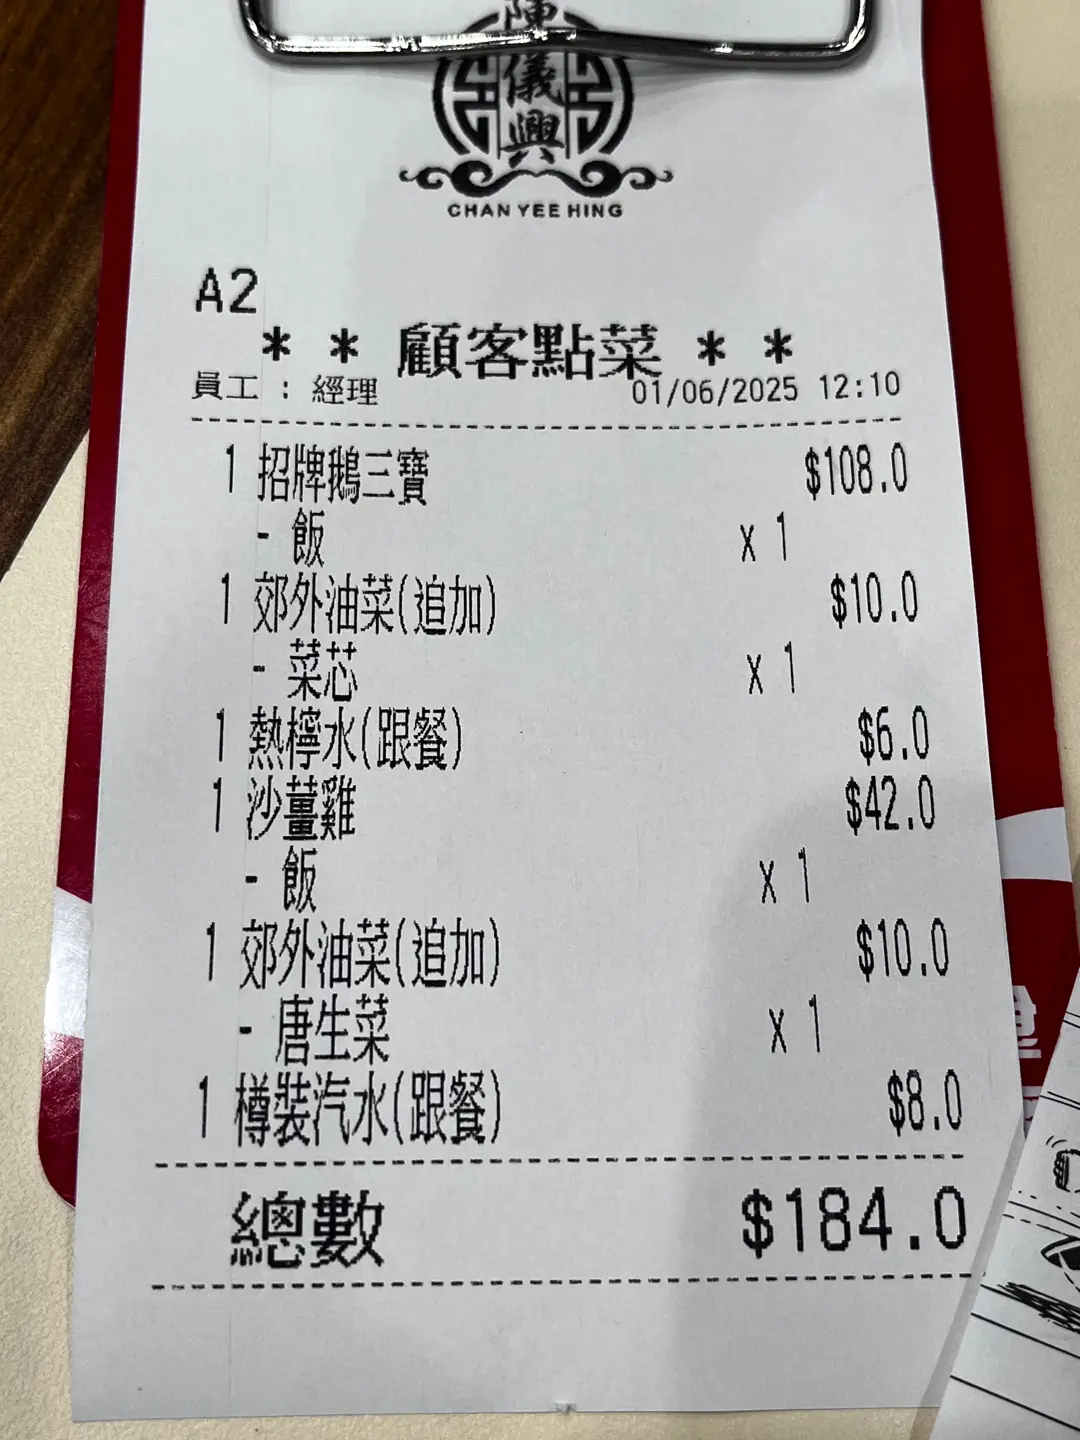 陳儀興
CHAN YEE HING
A2
* * 顧客點菜 * *
員工 : 經理 01/06/2025 12:10
1 招牌鵝三寶 $108.0
- 飯 x 1
1 郊外油菜(追加) $10.0
- 菜芯 x 1
1 熱檸水(跟餐) $6.0
1 沙薑雞 $42.0
- 飯 x 1
1 郊外油菜(追加) $10.0
- 唐生菜 x 1
1 樽裝汽水(跟餐) $8.0
總數 $184.0